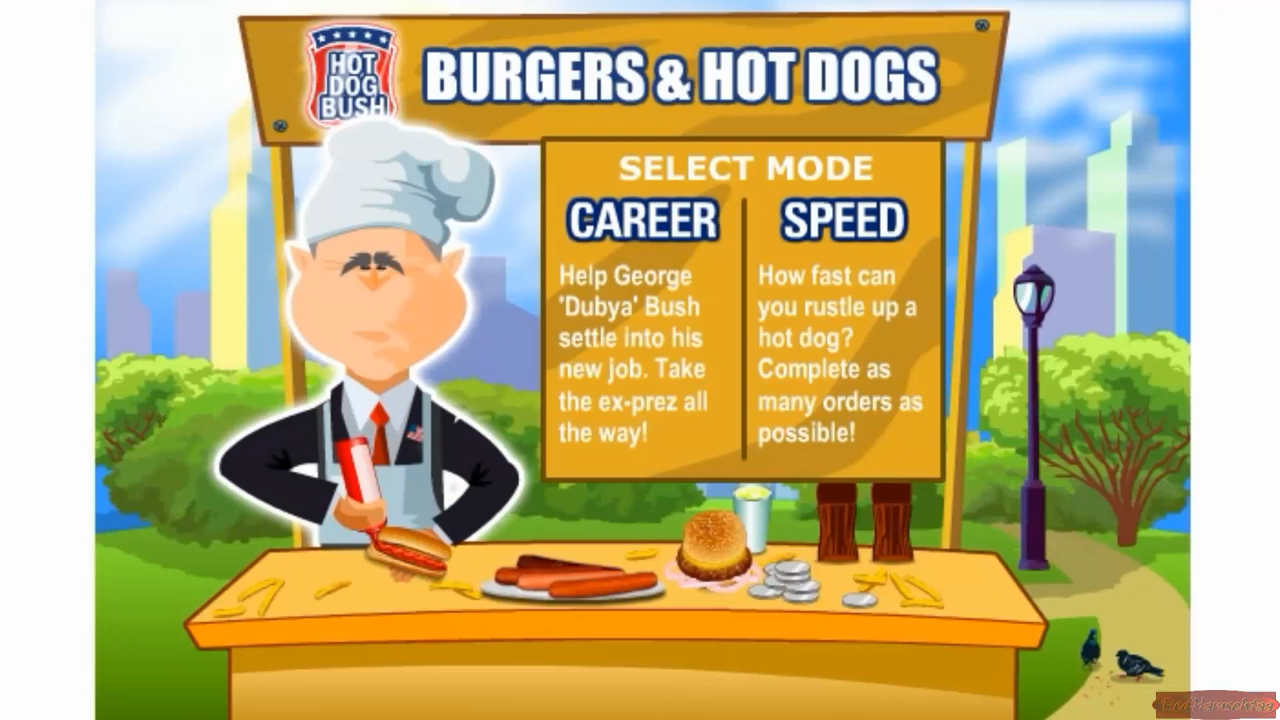 HOT
DOG
BUSH
BURGERS & HOT DOGS
SELECT MODE
CAREER
Help George
'Dubya' Bush
settle into his
new job. Take
the ex-prez all
the way!
SPEED
How fast can
you rustle up a
hot dog?
Complete as
many orders as
possible!